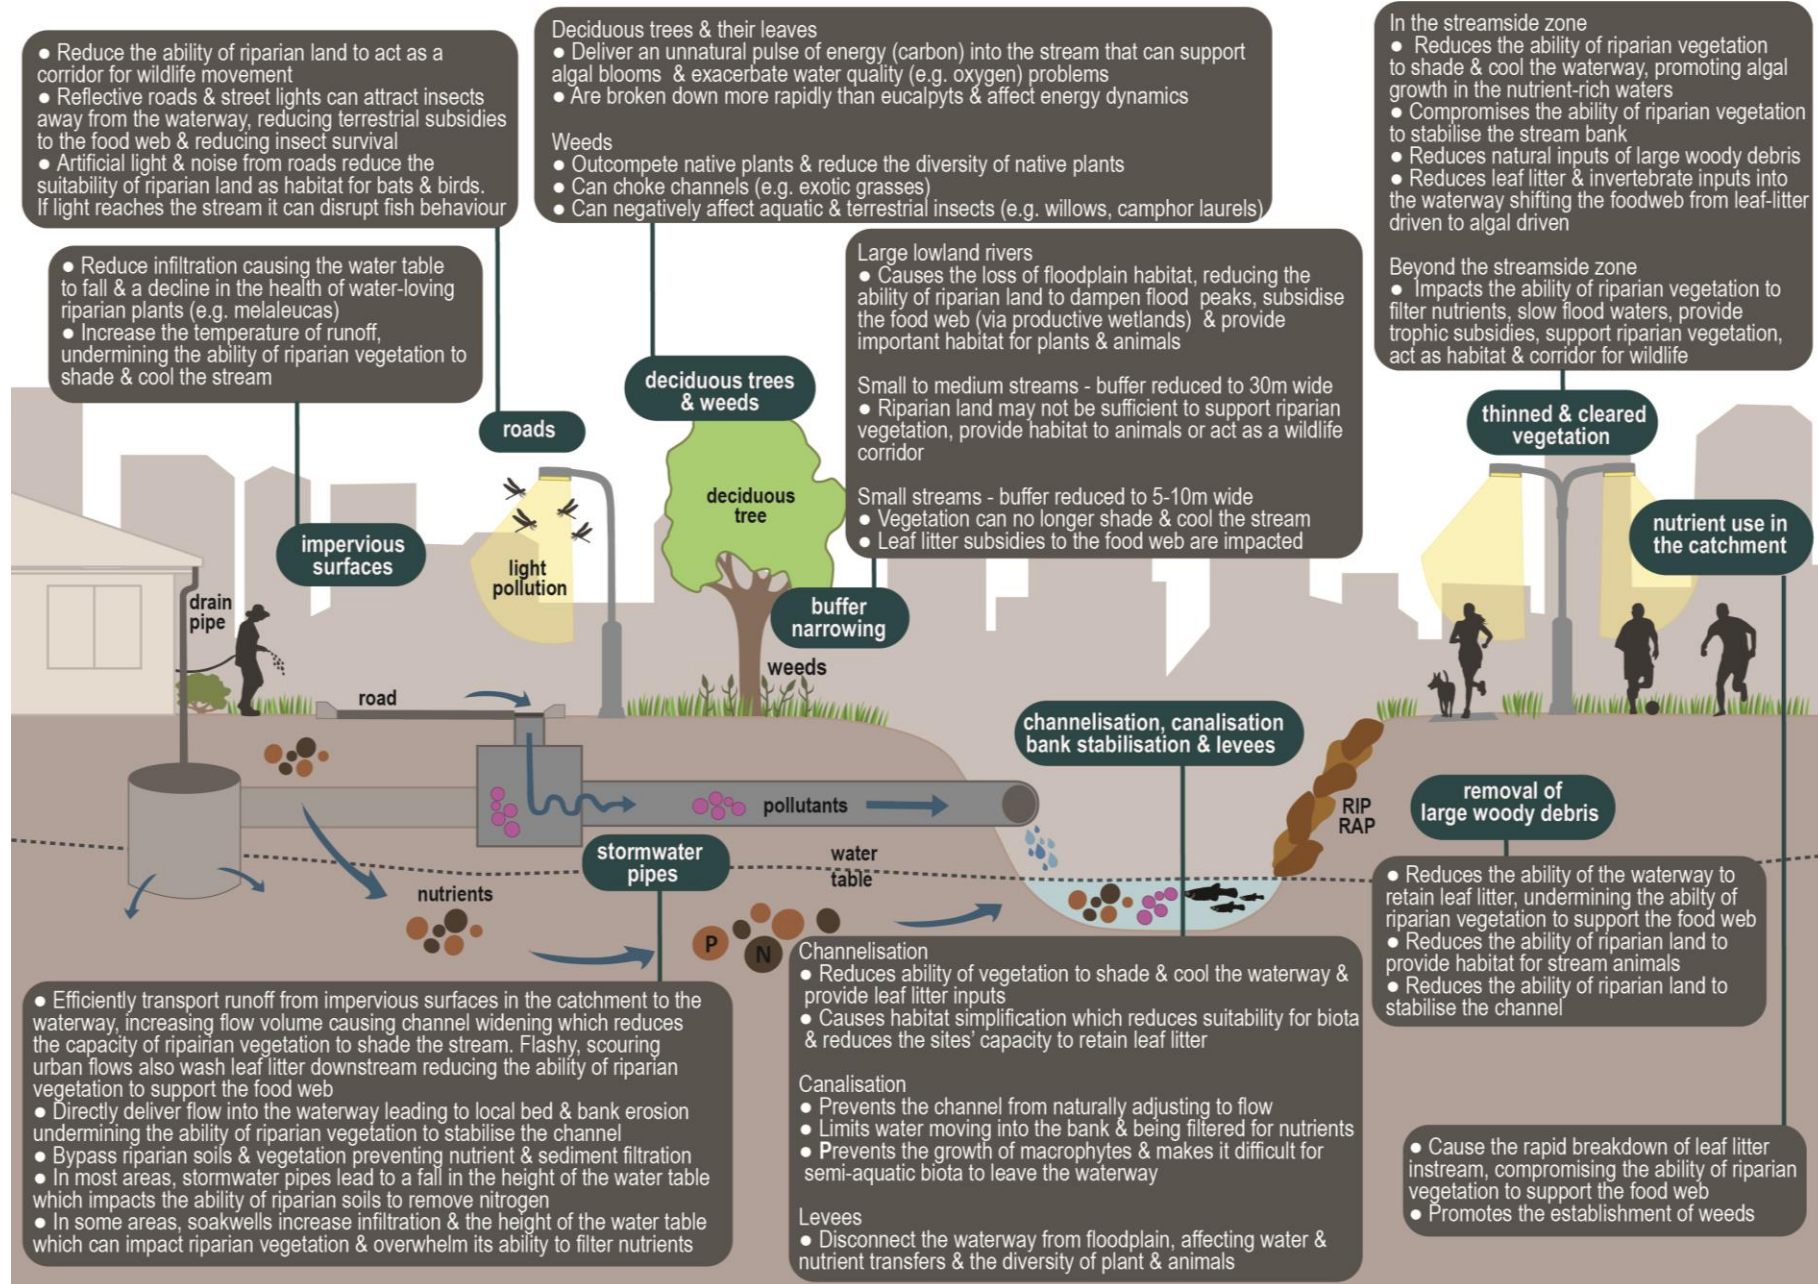 ● Reduce the ability of riparian land to act as a
corridor for wildlife movement
● Reflective roads & street lights can attract insects
away from the waterway, reducing terrestrial subsidies
to the food web & reducing insect survival
● Artificial light & noise from roads reduce the
suitability of riparian land as habitat for bats & birds.
If light reaches the stream it can disrupt fish behaviour
Deciduous trees & their leaves
● Deliver an unnatural pulse of energy (carbon) into the stream that can support
algal blooms & exacerbate water quality (e.g. oxygen) problems
● Are broken down more rapidly than eucalpyts & affect energy dynamics
Weeds
● Outcompete native plants & reduce the diversity of native plants
● Can choke channels (e.g. exotic grasses)
● Can negatively affect aquatic & terrestrial insects (e.g. willows, camphor laurels)
In the streamside zone
● Reduces the ability of riparian vegetation
to shade & cool the waterway, promoting algal
growth in the nutrient-rich waters
● Compromises the ability of riparian vegetation
to stabilise the stream bank
● Reduces natural inputs of large woody debris
● Reduces leaf litter & invertebrate inputs into
the waterway shifting the foodweb from leaf-litter
driven to algal driven
Beyond the streamside zone
● Impacts the ability of riparian vegetation to
filter nutrients, slow flood waters, provide
trophic subsidies, support riparian vegetation,
act as habitat & corridor for wildlife
● Reduce infiltration causing the water table
to fall & a decline in the health of water-loving
riparian plants (e.g. melaleucas)
● Increase the temperature of runoff,
undermining the ability of riparian vegetation to
shade & cool the stream
Large lowland rivers
● Causes the loss of floodplain habitat, reducing the
ability of riparian land to dampen flood peaks, subsidise
the food web (via productive wetlands) & provide
important habitat for plants & animals
Small to medium streams - buffer reduced to 30m wide
● Riparian land may not be sufficient to support riparian
vegetation, provide habitat to animals or act as a wildlife
corridor
Small streams - buffer reduced to 5-10m wide
● Vegetation can no longer shade & cool the stream
● Leaf litter subsidies to the food web are impacted
deciduous trees
& weeds
roads
thinned & cleared
vegetation
deciduous
tree
impervious
surfaces
light
pollution
nutrient use in
the catchment
drain
pipe
buffer
narrowing
weeds
road
channelisation, canalisation
bank stabilisation & levees
pollutants
RIP
RAP
removal of
large woody debris
stormwater
pipes
water
table
nutrients
P
N
● Reduces the ability of the waterway to
retain leaf litter, undermining the abilty of
riparian vegetation to support the food web
● Reduces the ability of riparian land to
provide habitat for stream animals
● Reduces the ability of riparian land to
stabilise the channel
● Efficiently transport runoff from impervious surfaces in the catchment to the
waterway, increasing flow volume causing channel widening which reduces
the capacity of ripairian vegetation to shade the stream. Flashy, scouring
urban flows also wash leaf litter downstream reducing the ability of riparian
vegetation to support the food web
● Directly deliver flow into the waterway leading to local bed & bank erosion
undermining the ability of riparian vegetation to stabilise the channel
● Bypass riparian soils & vegetation preventing nutrient & sediment filtration
● In most areas, stormwater pipes lead to a fall in the height of the water table
which impacts the ability of riparian soils to remove nitrogen
● In some areas, soakwells increase infiltration & the height of the water table
which can impact riparian vegetation & overwhelm its ability to filter nutrients
Channelisation
● Reduces ability of vegetation to shade & cool the waterway &
provide leaf litter inputs
● Causes habitat simplification which reduces suitability for biota
& reduces the sites' capacity to retain leaf litter
Canalisation
● Prevents the channel from naturally adjusting to flow
● Limits water moving into the bank & being filtered for nutrients
● Prevents the growth of macrophytes & makes it difficult for
semi-aquatic biota to leave the waterway
Levees
● Disconnect the waterway from floodplain, affecting water &
nutrient transfers & the diversity of plant & animals
● Cause the rapid breakdown of leaf litter
instream, compromising the ability of riparian
vegetation to support the food web
● Promotes the establishment of weeds